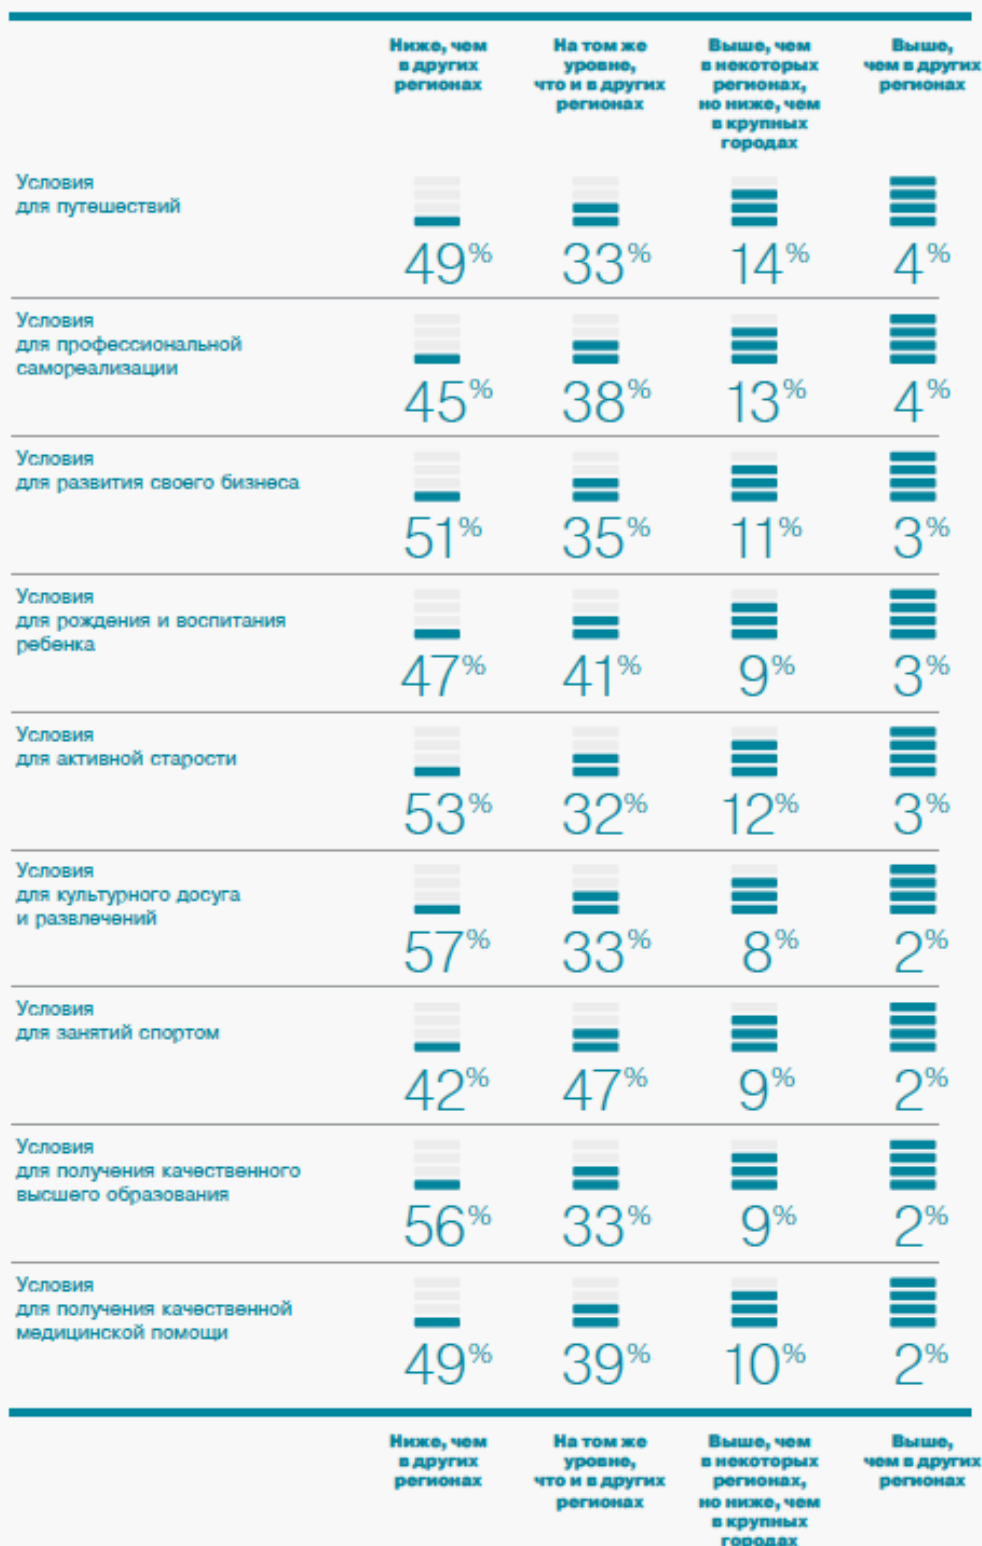 Ниже, чем
в других
регионах
На том же
уровне,
что и в других
регионах
Выше, чем
в некоторых
регионах,
но ниже, чем
в крупных
городах
Выше,
чем в других
регионах
Условия
для путешествий
49% 33% 14% 4%
Условия
для профессиональной
самореализации
45% 38% 13% 4%
Условия
для развития своего бизнеса
51% 35% 11% 3%
Условия
для рождения и воспитания
ребенка
47% 41% 9% 3%
Условия
для активной старости
53% 32% 12% 3%
Условия
для культурного досуга
и развлечений
57% 33% 8% 2%
Условия
для занятий спортом
42% 47% 9% 2%
Условия
для получения качественного
высшего образования
56% 33% 9% 2%
Условия
для получения качественной
медицинской помощи
49% 39% 10% 2%
Ниже, чем
в других
регионах
На том же
уровне,
что и в других
регионах
Выше, чем
в некоторых
регионах,
но ниже, чем
в крупных
городах
Выше,
чем в других
регионах